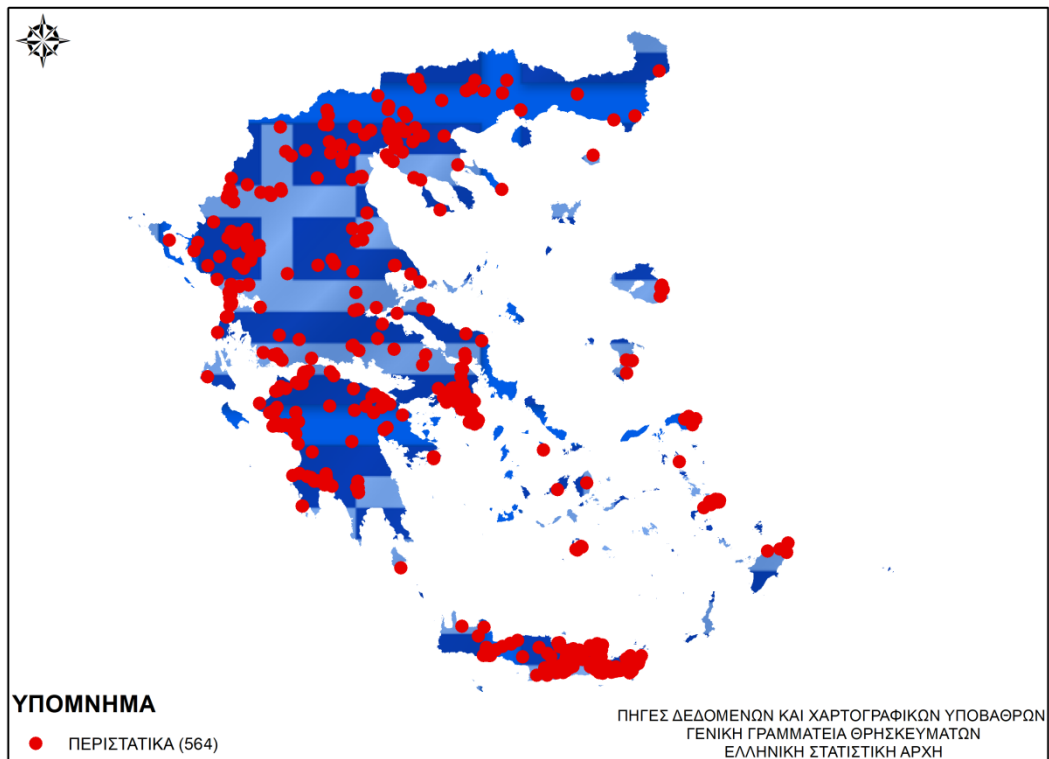 ΥΠΟΜΝΗΜΑ
ΠΕΡΙΣΤΑΤΙΚΑ (564)
ΠΗΓΕΣ ΔΕΔΟΜΕΝΩΝ ΚΑΙ ΧΑΡΤΟΓΡΑΦΙΚΩΝ ΥΠΟΒΑΘΡΩΝ
ΓΕΝΙΚΗ ΓΡΑΜΜΑΤΕΙΑ ΘΡΗΣΚΕΥΜΑΤΩΝ
ΕΛΛΗΝΙΚΗ ΣΤΑΤΙΣΤΙΚΗ ΑΡΧΗ